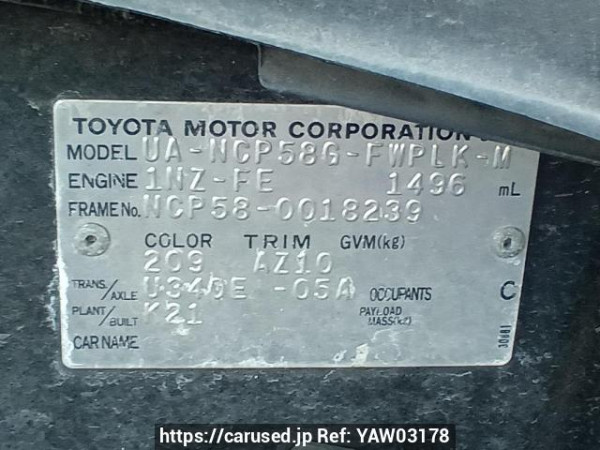 TOYOTA MOTOR CORPORATION
MODEL UA-NCP58G-FWPLK-M
ENGINE 1NZ-FE 1496 mL
FRAME No. NCP58-0018239
COLOR TRIM GVM(kg)
209 AZ10
TRANS./AXLE U340E -05A OCCUPANTS C
PLANT/BUILT K21 PAYLOAD MASS(kg)
CAR NAME
30681
https://carused.jp Ref: YAW03178